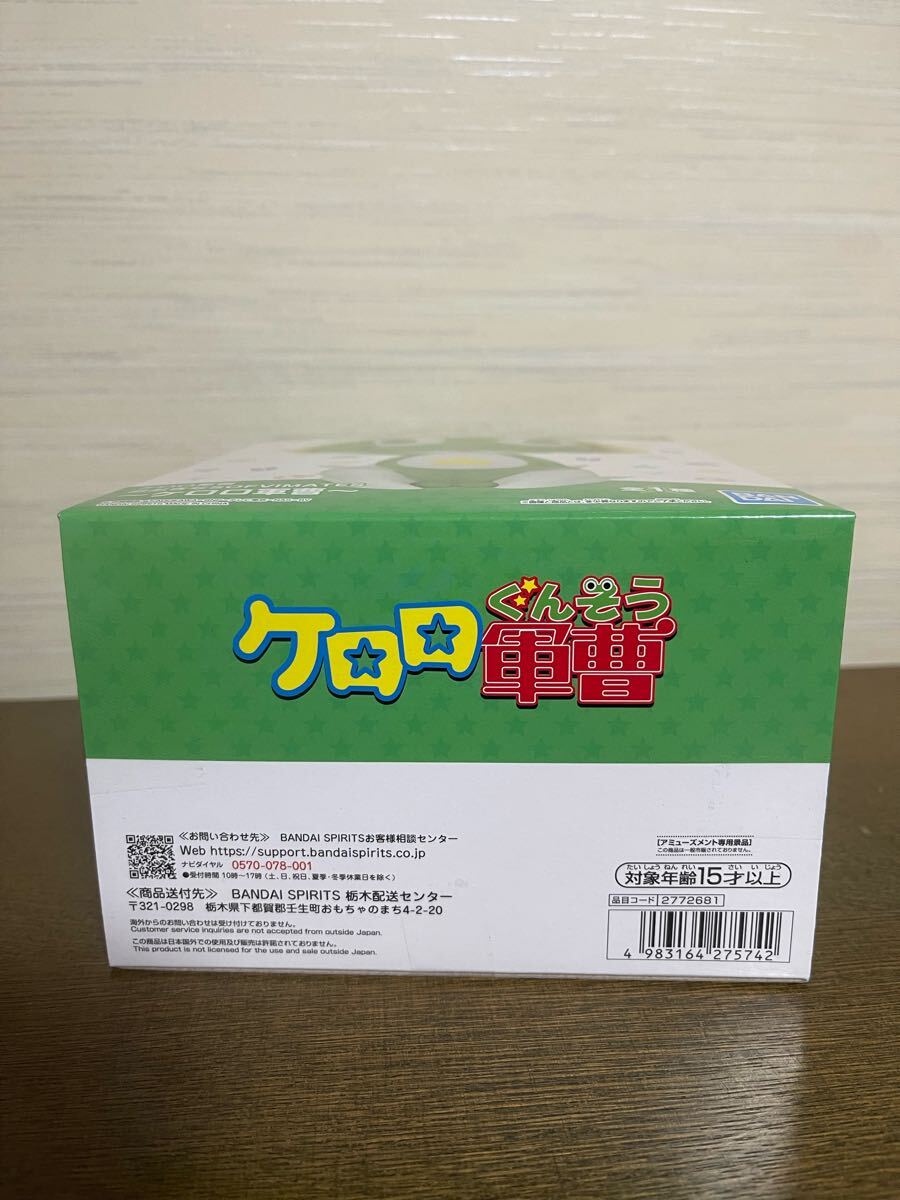 全1種
ぐんそう
ケロロ軍曹
≪お問い合わせ先≫ BANDAI SPIRITSお客様相談センター
Web https://support.bandaispirits.co.jp
ナビダイヤル 0570-078-001
●受付時間 10時~17時(土、日、祝日、夏季・冬季休業日を除く)
≪商品送付先≫ BANDAI SPIRITS 栃木配送センター
〒321-0298 栃木県下都賀郡壬生町おもちゃのまち4-2-20
海外からのお問い合わせは受け付けておりません。
Customer service inquiries are not accepted from outside Japan.
この商品は日本国外での使用及び販売は許諾されておりません。
This product is not licensed for the use and sale outside Japan.
【アミューズメント専用景品】
この商品は一般市販されておりません。
たいしょうねんれい さい いじょう
対象年齢15才以上
品目コード 2772681
4 983164 275742